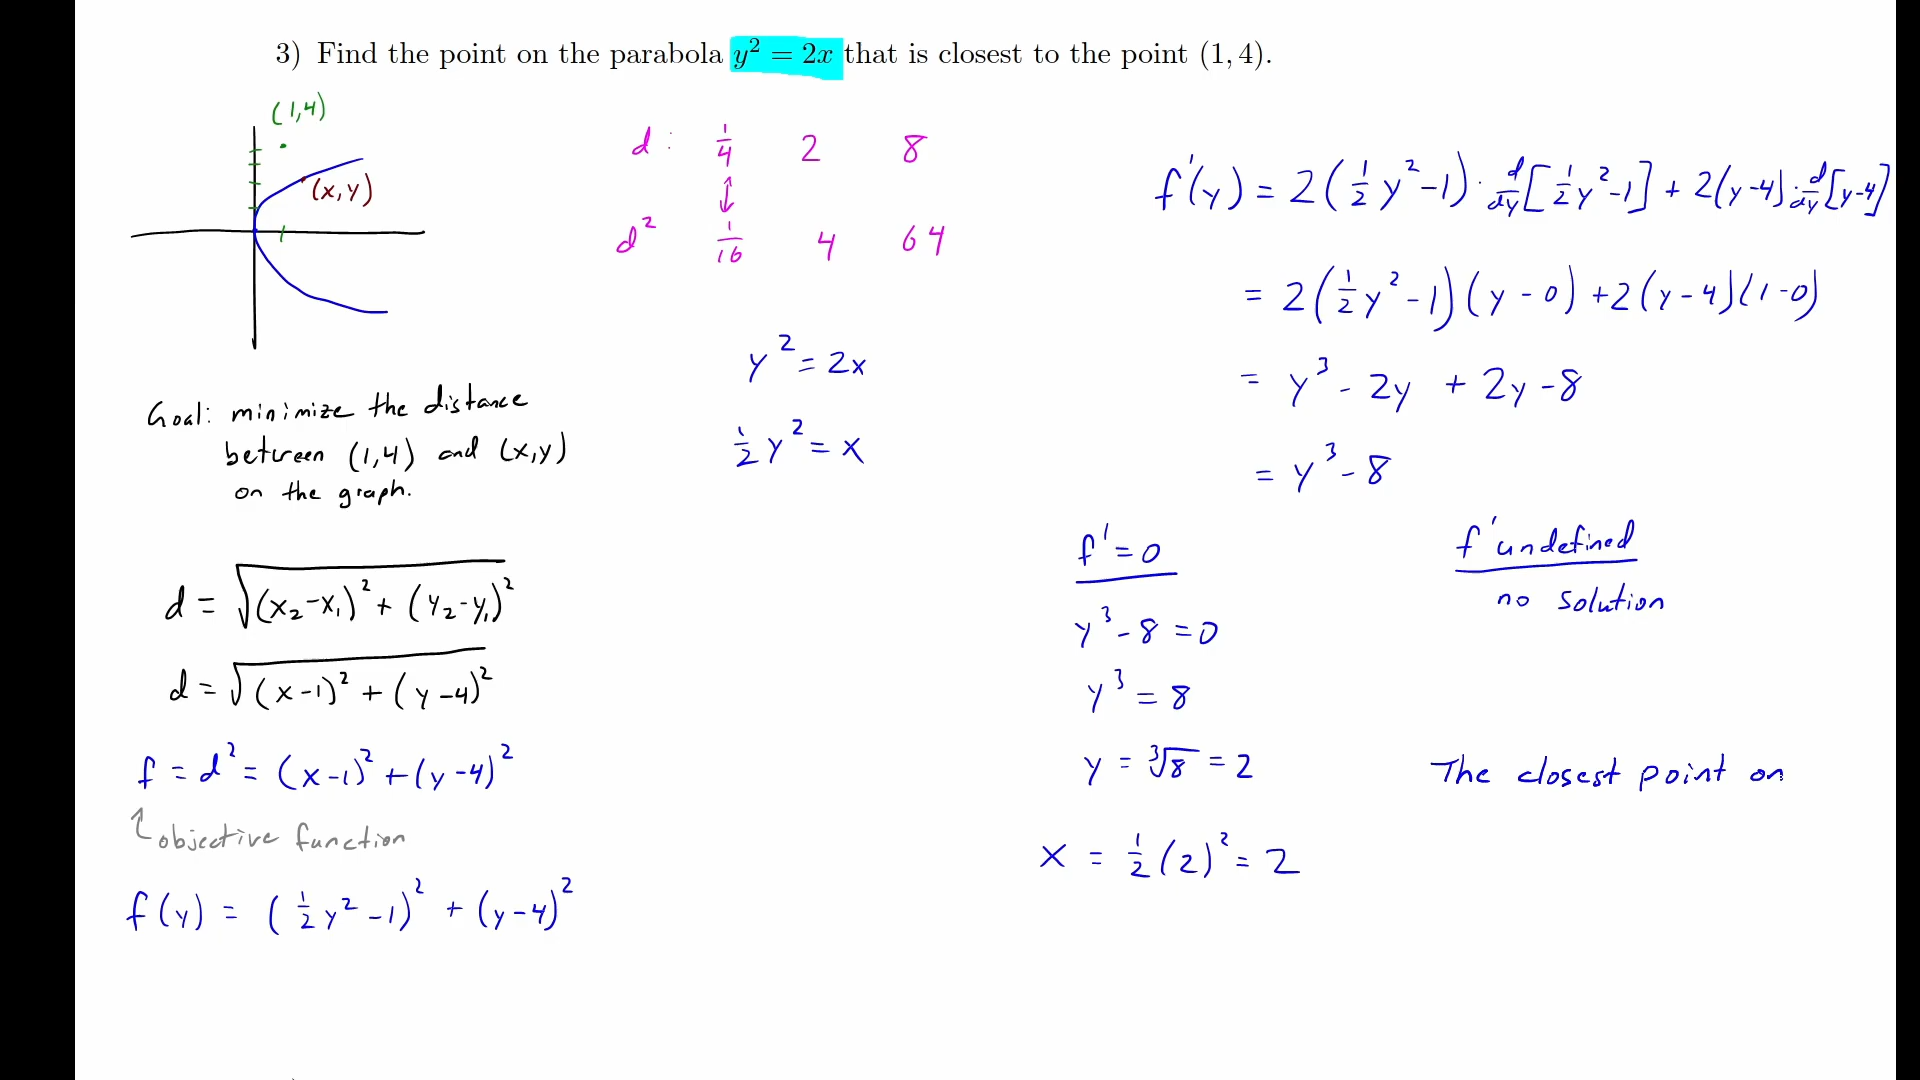 3) Find the point on the parabola y² = 2x that is closest to the point (1, 4).
(1,4)
(x,y)
d : 1/4 2 8
d² 1/16 4 64
y² = 2x
1/2 y² = x
Goal: minimize the distance
between (1,4) and (x,y)
on the graph.
d = √((x₂-x₁)² + (y₂-y₁)²)
d = √((x-1)² + (y-4)²)
f = d² = (x-1)² + (y-4)²
objective function
f(y) = (1/2 y² - 1)² + (y-4)²
f'(y) = 2(1/2 y² - 1) · d/dy[1/2 y² - 1] + 2(y-4) · d/dy[y-4]
= 2(1/2 y² - 1)(y - 0) + 2(y - 4)(1 - 0)
= y³ - 2y + 2y - 8
= y³ - 8
f' = 0
y³ - 8 = 0
y³ = 8
y = ³√8 = 2
x = 1/2 (2)² = 2
f' undefined
no solution
The closest point on